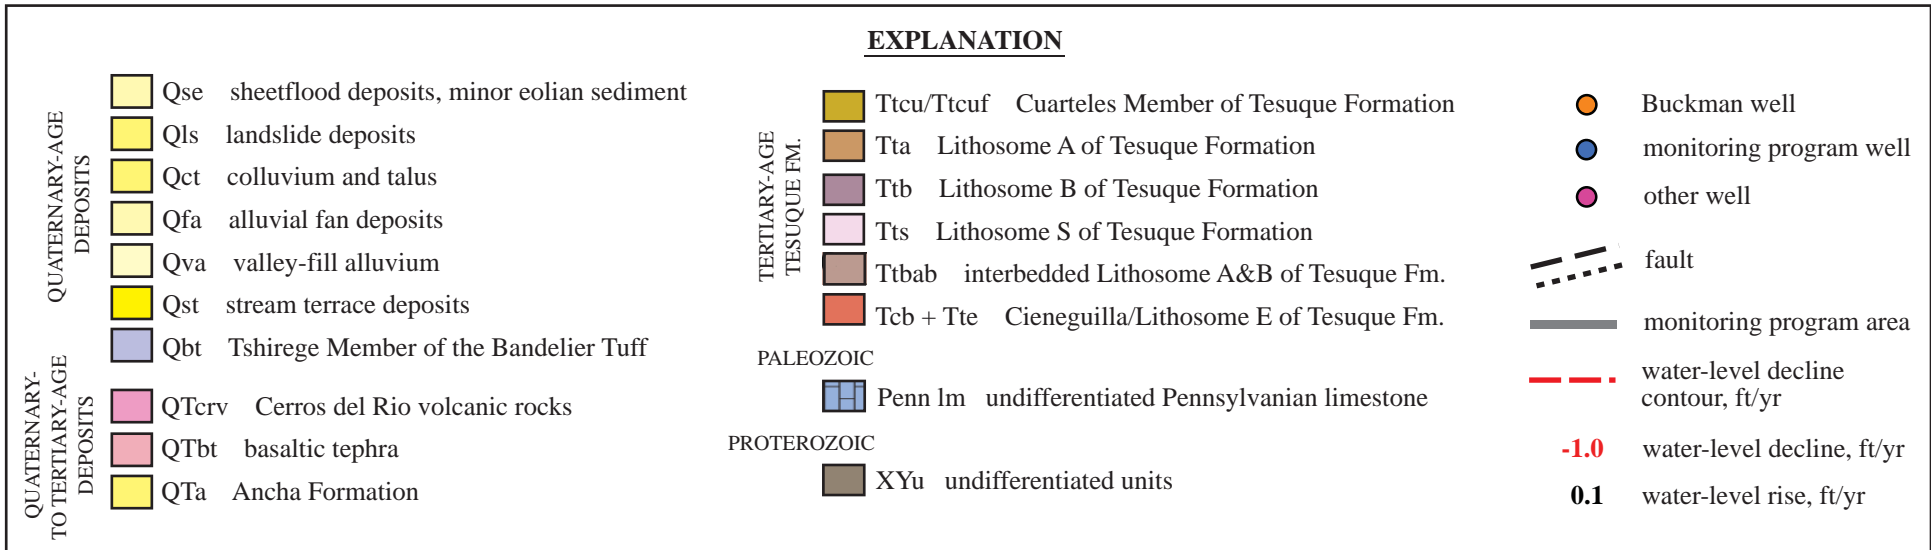 EXPLANATION
QUATERNARY-AGE
DEPOSITS
Qse sheetflood deposits, minor eolian sediment
Qls landslide deposits
Qct colluvium and talus
Qfa alluvial fan deposits
Qva valley-fill alluvium
Qst stream terrace deposits
Qbt Tshirege Member of the Bandelier Tuff
QUATERNARY-
TO TERTIARY-AGE
DEPOSITS
QTcrv Cerros del Rio volcanic rocks
QTbt basaltic tephra
QTa Ancha Formation
TERTIARY-AGE
TESUQUE FM.
Ttcu/Ttcuf Cuarteles Member of Tesuque Formation
Tta Lithosome A of Tesuque Formation
Ttb Lithosome B of Tesuque Formation
Tts Lithosome S of Tesuque Formation
Ttbab interbedded Lithosome A&B of Tesuque Fm.
Tcb + Tte Cieneguilla/Lithosome E of Tesuque Fm.
PALEOZOIC
Penn lm undifferentiated Pennsylvanian limestone
PROTEROZOIC
XYu undifferentiated units
Buckman well
monitoring program well
other well
fault
monitoring program area
water-level decline
contour, ft/yr
-1.0 water-level decline, ft/yr
0.1 water-level rise, ft/yr